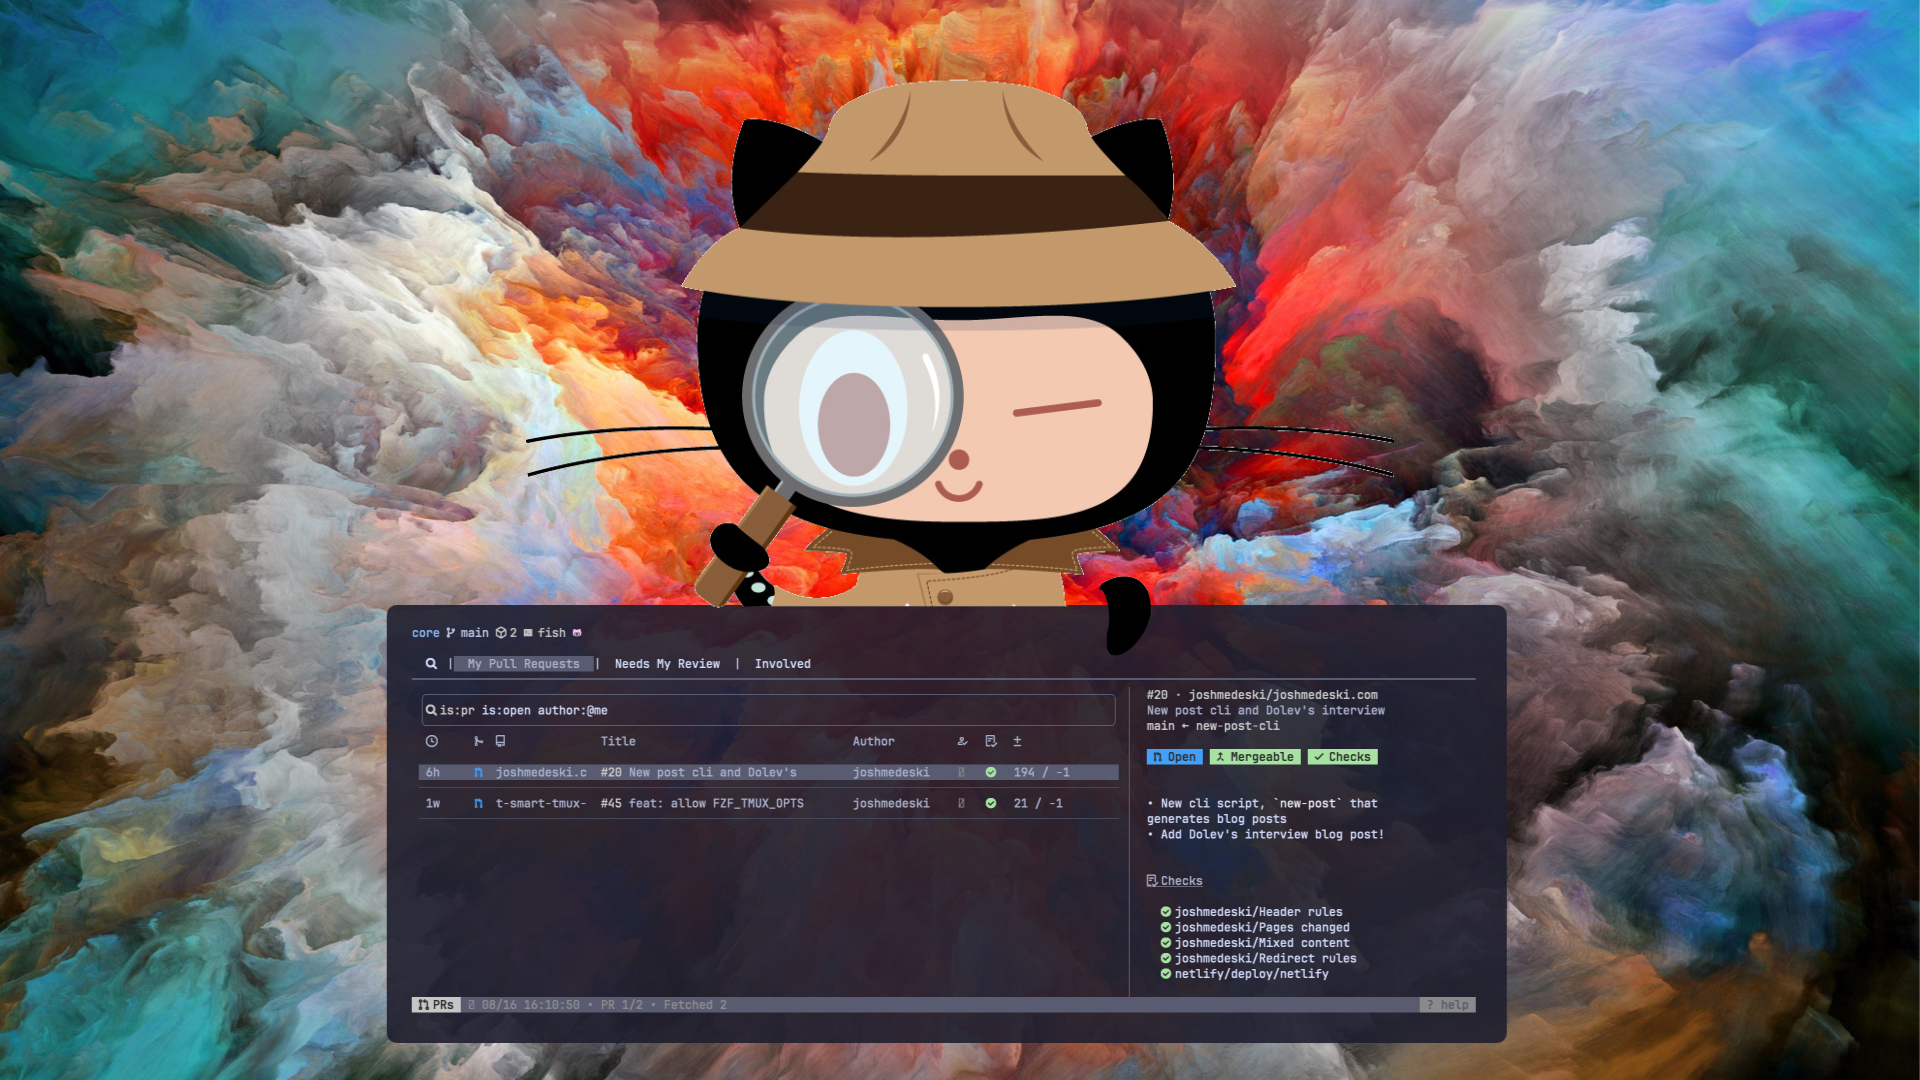 core main 2 fish
| My Pull Requests | Needs My Review | Involved
is:pr is:open author:@me
Title Author
6h joshmedeski.c #20 New post cli and Dolev's joshmedeski 194 / -1
1w t-smart-tmux- #45 feat: allow FZF_TMUX_OPTS joshmedeski 21 / -1
#20 · joshmedeski/joshmedeski.com
New post cli and Dolev's interview
main ← new-post-cli
Open Mergeable Checks
• New cli script, `new-post` that
generates blog posts
• Add Dolev's interview blog post!
Checks
joshmedeski/Header rules
joshmedeski/Pages changed
joshmedeski/Mixed content
joshmedeski/Redirect rules
netlify/deploy/netlify
PRs 08/16 16:10:50 • PR 1/2 • Fetched 2 ? help